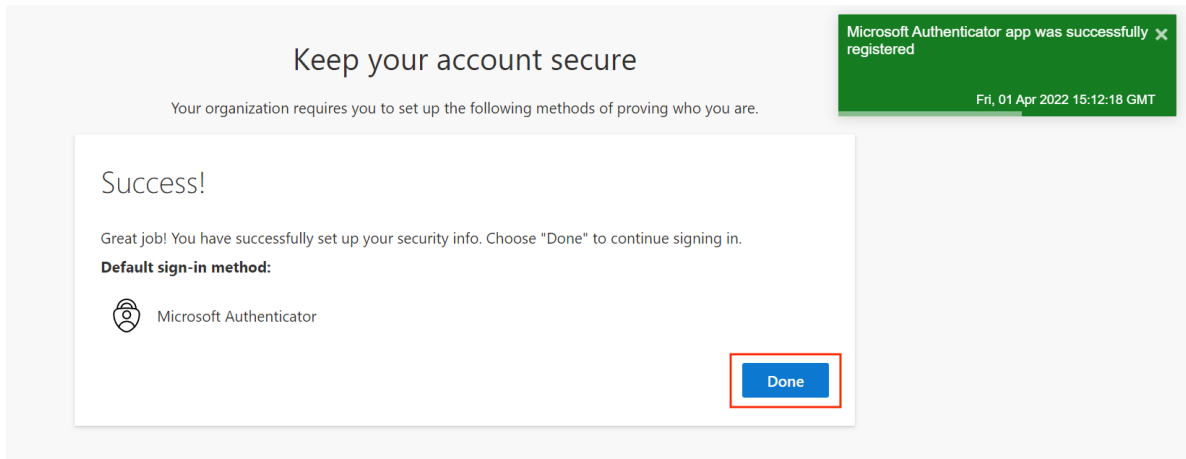 Keep your account secure
Your organization requires you to set up the following methods of proving who you are.
Microsoft Authenticator app was successfully
registered
Fri, 01 Apr 2022 15:12:18 GMT
Success!
Great job! You have successfully set up your security info. Choose "Done" to continue signing in.
Default sign-in method:
Microsoft Authenticator
Done